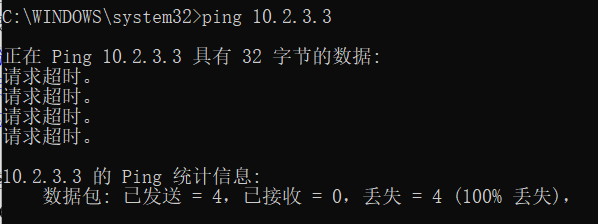 C:\WINDOWS\system32>ping 10.2.3.3
正在 Ping 10.2.3.3 具有 32 字节的数据:
请求超时。
请求超时。
请求超时。
请求超时。
10.2.3.3 的 Ping 统计信息:
数据包: 已发送 = 4，已接收 = 0，丢失 = 4 (100% 丢失)，